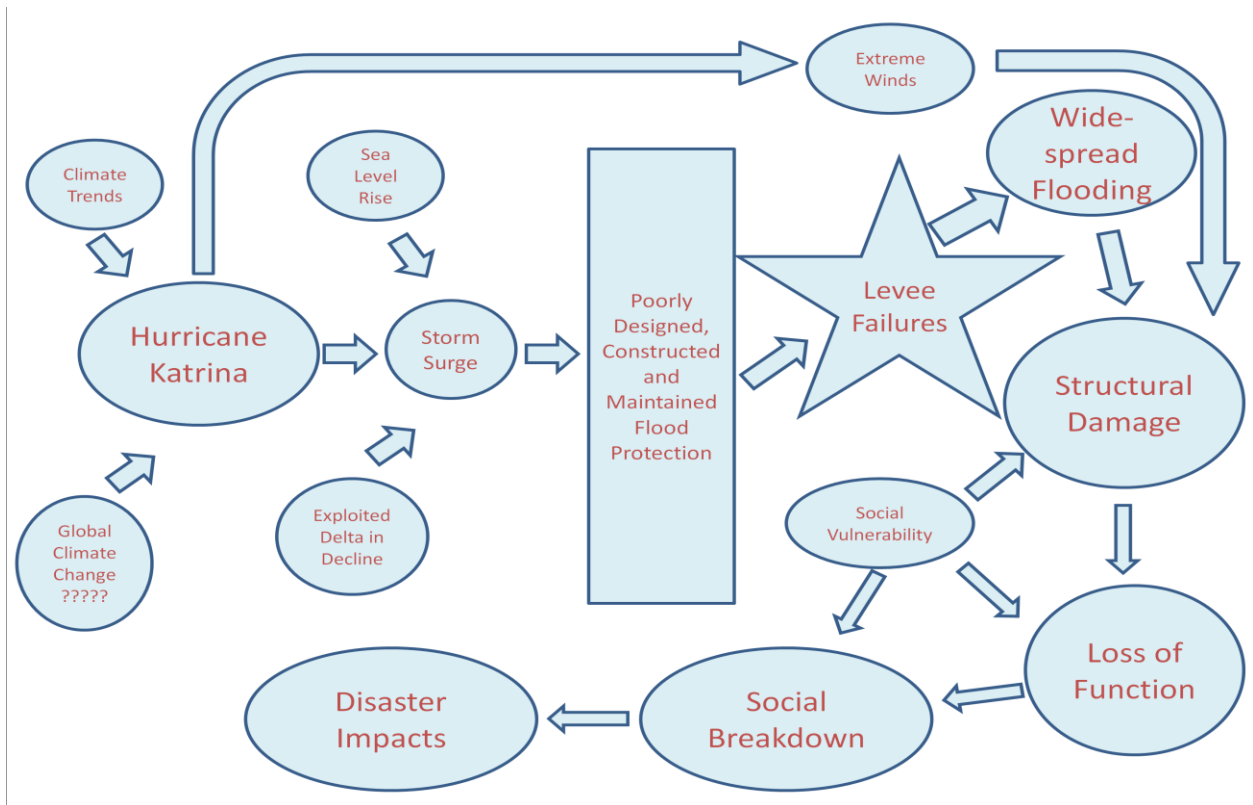 Extreme
Winds
Wide-
spread
Flooding
Climate
Trends
Sea
Level
Rise
Hurricane
Katrina
Storm
Surge
Poorly
Designed,
Constructed
and
Maintained
Flood
Protection
Levee
Failures
Structural
Damage
Global
Climate
Change
?????
Exploited
Delta in
Decline
Social
Vulnerability
Loss of
Function
Social
Breakdown
Disaster
Impacts